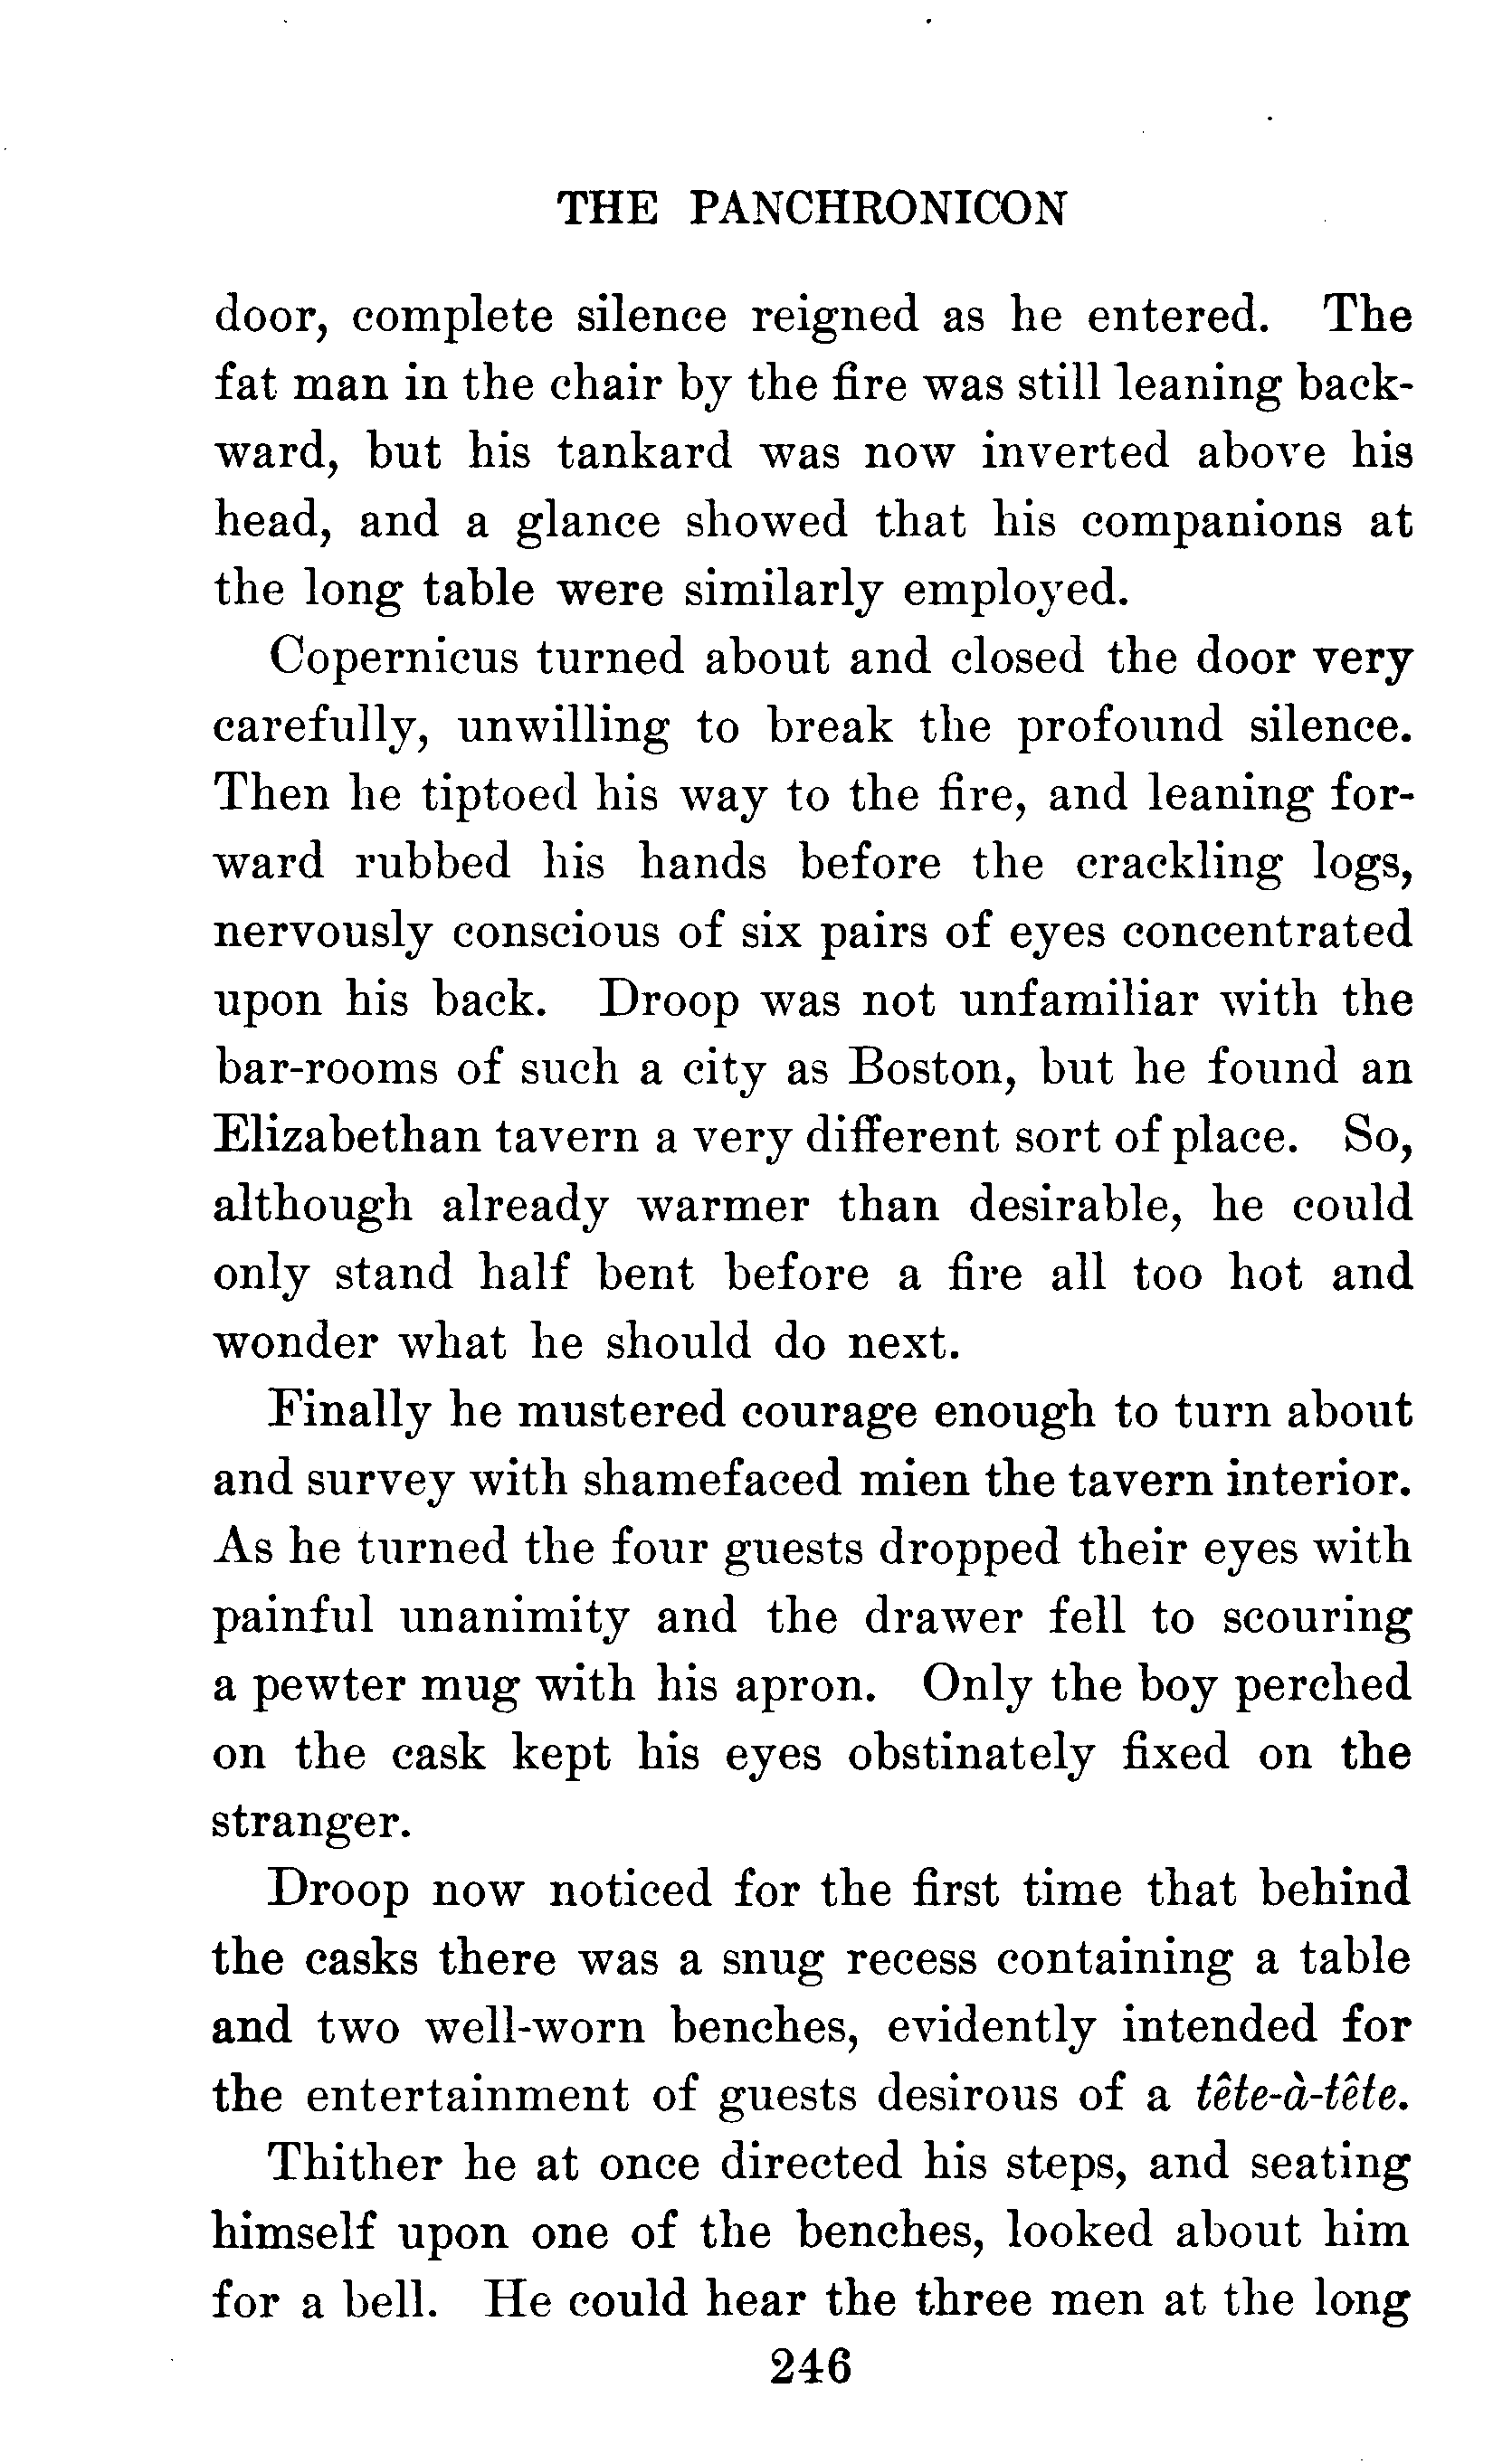 THE PANCHRONICON
door, complete silence reigned as he entered. The
fat man in the chair by the fire was still leaning back-
ward, but his tankard was now inverted above his
head, and a glance showed that his companions at
the long table were similarly employed.
Copernicus turned about and closed the door very
carefully, unwilling to break the profound silence.
Then he tiptoed his way to the fire, and leaning for-
ward rubbed his hands before the crackling logs,
nervously conscious of six pairs of eyes concentrated
upon his back. Droop was not unfamiliar with the
bar-rooms of such a city as Boston, but he found an
Elizabethan tavern a very different sort of place. So,
although already warmer than desirable, he could
only stand half bent before a fire all too hot and
wonder what he should do next.
Finally he mustered courage enough to turn about
and survey with shamefaced mien the tavern interior.
As he turned the four guests dropped their eyes with
painful unanimity and the drawer fell to scouring
a pewter mug with his apron. Only the boy perched
on the cask kept his eyes obstinately fixed on the
stranger.
Droop now noticed for the first time that behind
the casks there was a snug recess containing a table
and two well-worn benches, evidently intended for
the entertainment of guests desirous of a tête-à-tête.
Thither he at once directed his steps, and seating
himself upon one of the benches, looked about him
for a bell. He could hear the three men at the long
246